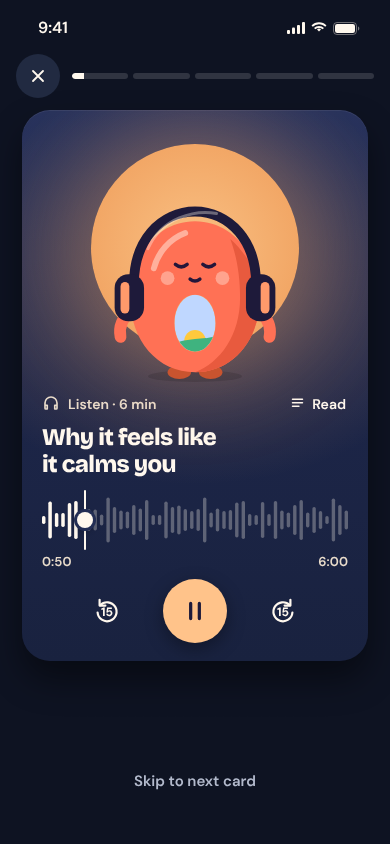 9:41
Listen · 6 min
Read
Why it feels like
it calms you
0:50
6:00
15
15
Skip to next card